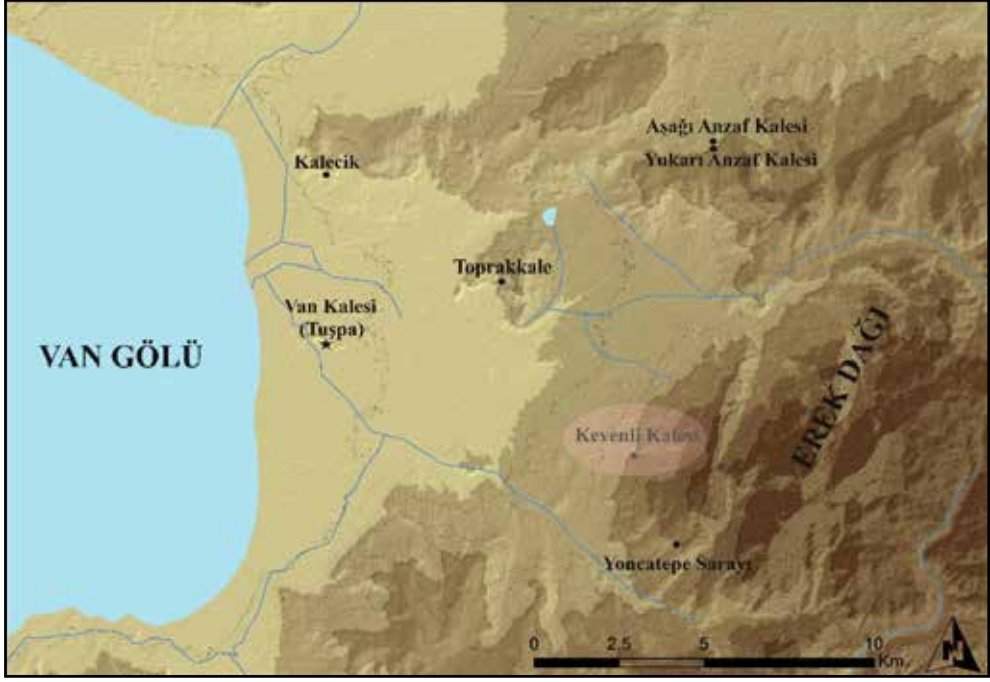 Aşağı Anzaf Kalesi
Yukarı Anzaf Kalesi
Kalecik
Toprakkale
Van Kalesi
(Tuşpa)
VAN GÖLÜ
EREK DAĞI
Kevenli Kalesi
Yoncatepe Sarayı
0 2.5 5 10
Km
N